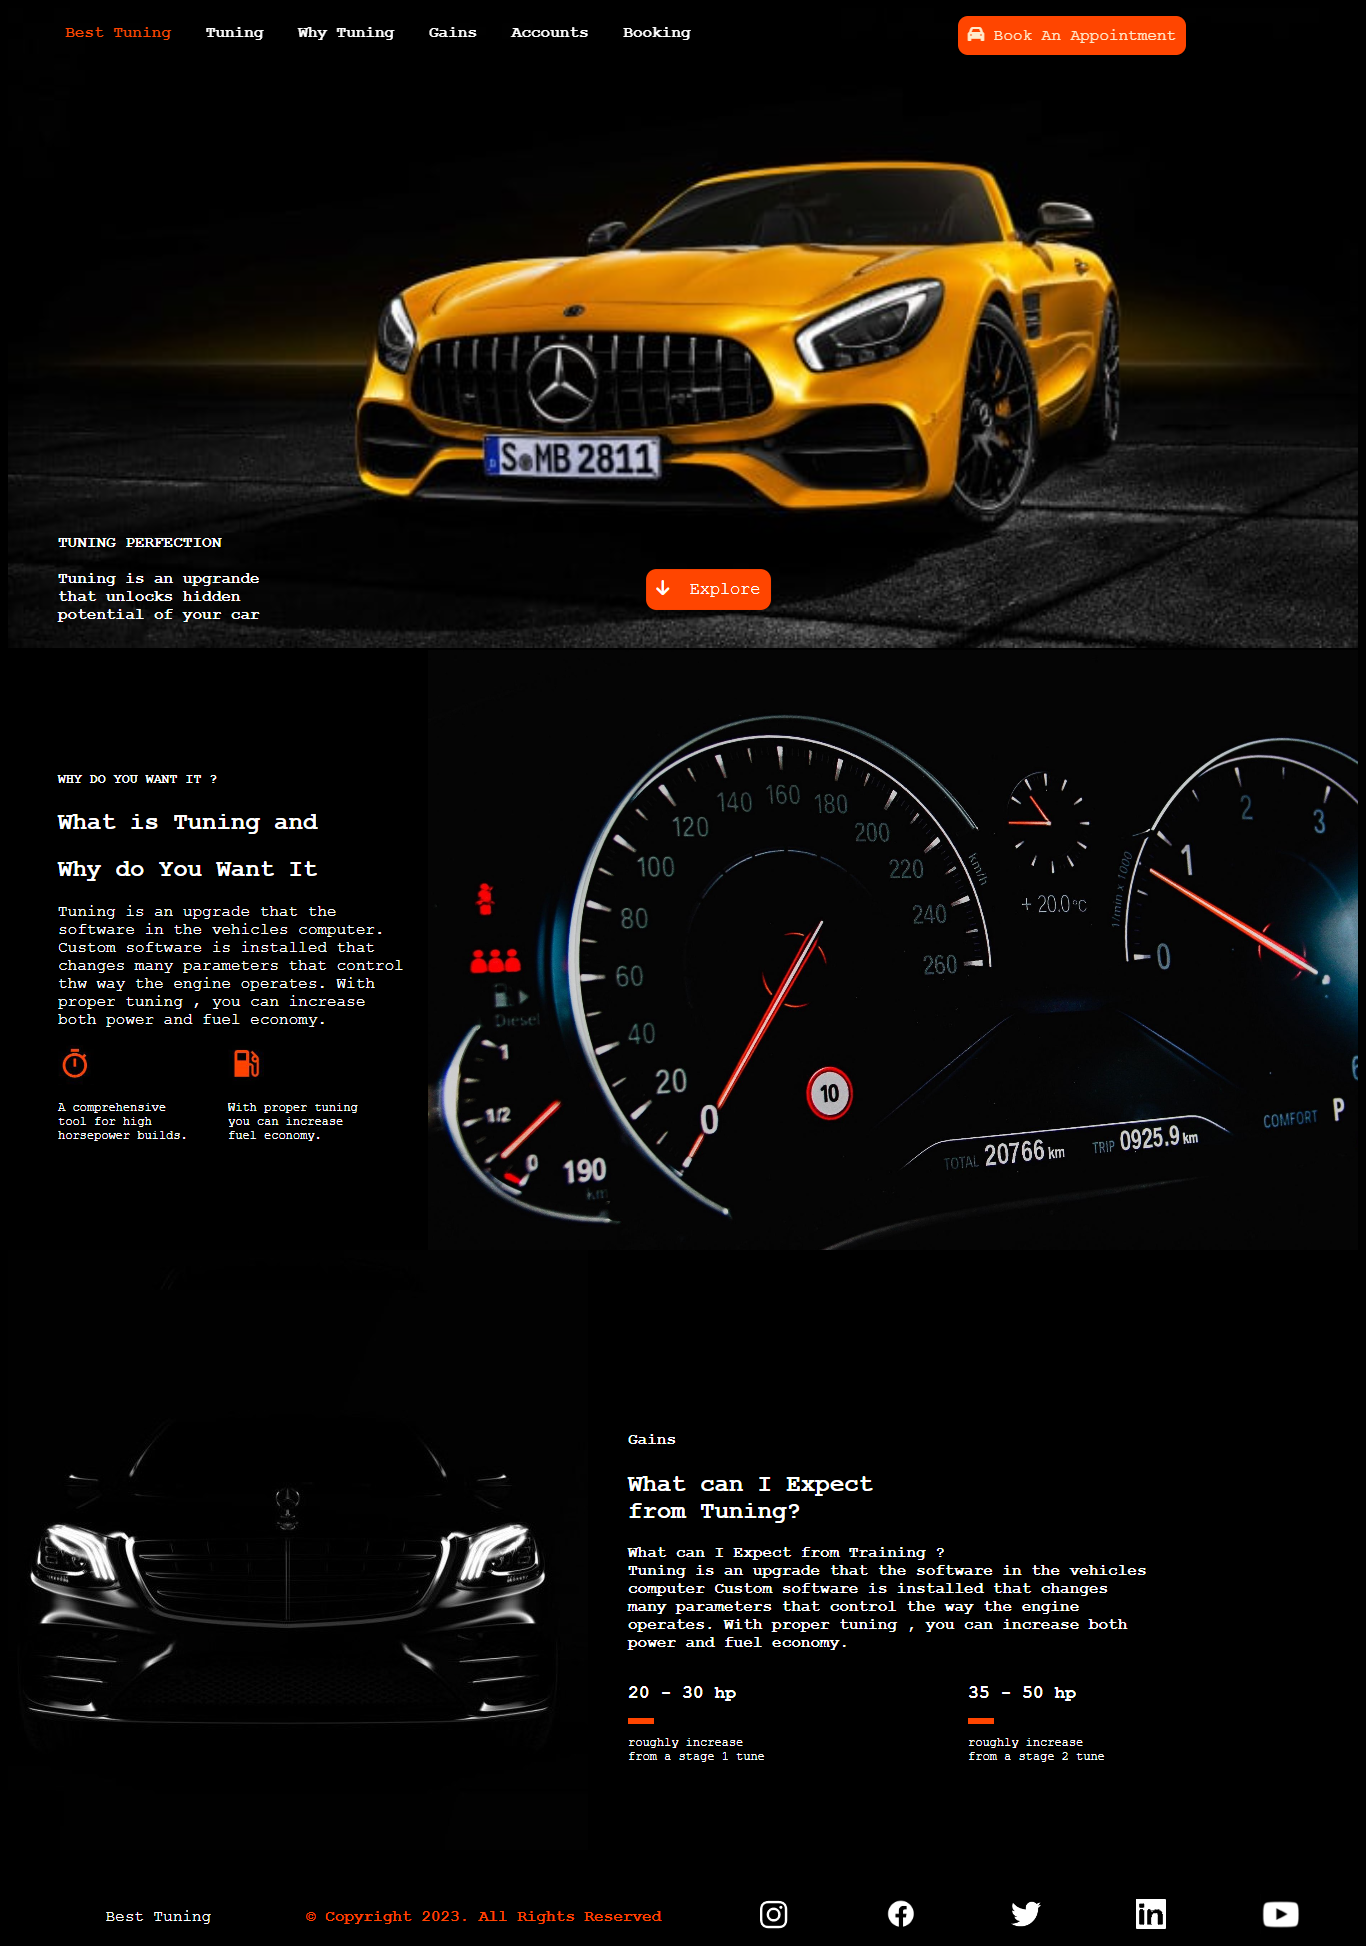 Best Tuning Tuning Why Tuning Gains Accounts Booking Book An Appointment
S MB 2811
TUNING PERFECTION
Tuning is an upgrande
that unlocks hidden
potential of your car
Explore
WHY DO YOU WANT IT ?
What is Tuning and
Why do You Want It
Tuning is an upgrade that the
software in the vehicles computer.
Custom software is installed that
changes many parameters that control
thw way the engine operates. With
proper tuning , you can increase
both power and fuel economy.
A comprehensive
tool for high
horsepower builds.
With proper tuning
you can increase
fuel economy.
0 20 40 60 80 100 120 140 160 180 200 220 240 260
km/h
+ 20.0°C
1/min x 1000
0 1 2 3 6
Diesel
1
1/2
0
190
km
10
TOTAL 20766 km TRIP 0925.9 km
COMFORT P
Gains
What can I Expect
from Tuning?
What can I Expect from Training ?
Tuning is an upgrade that the software in the vehicles
computer Custom software is installed that changes
many parameters that control the way the engine
operates. With proper tuning , you can increase both
power and fuel economy.
20 - 30 hp
roughly increase
from a stage 1 tune
35 - 50 hp
roughly increase
from a stage 2 tune
Best Tuning © Copyright 2023. All Rights Reserved in